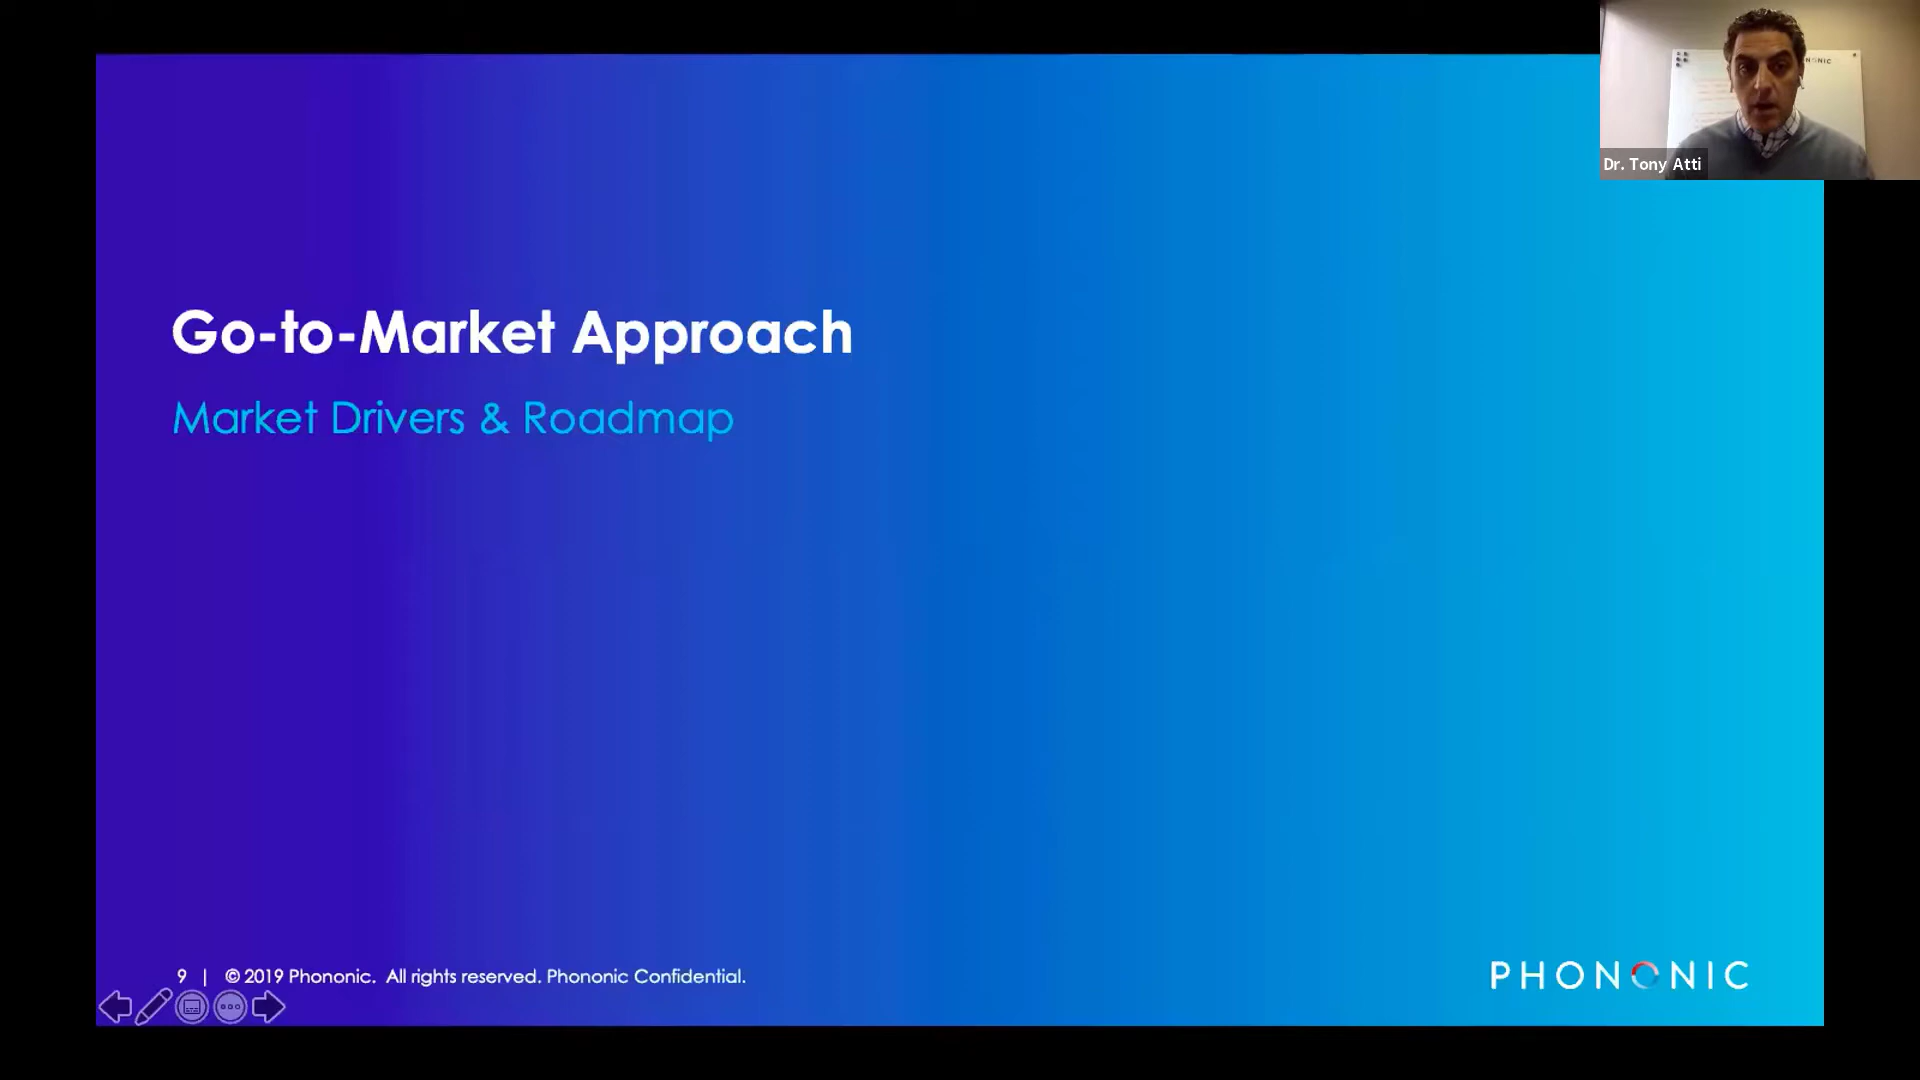 NONIC
Dr. Tony Atti
Go-to-Market Approach
Market Drivers & Roadmap
9 | © 2019 Phononic. All rights reserved. Phononic Confidential.
PHONONIC